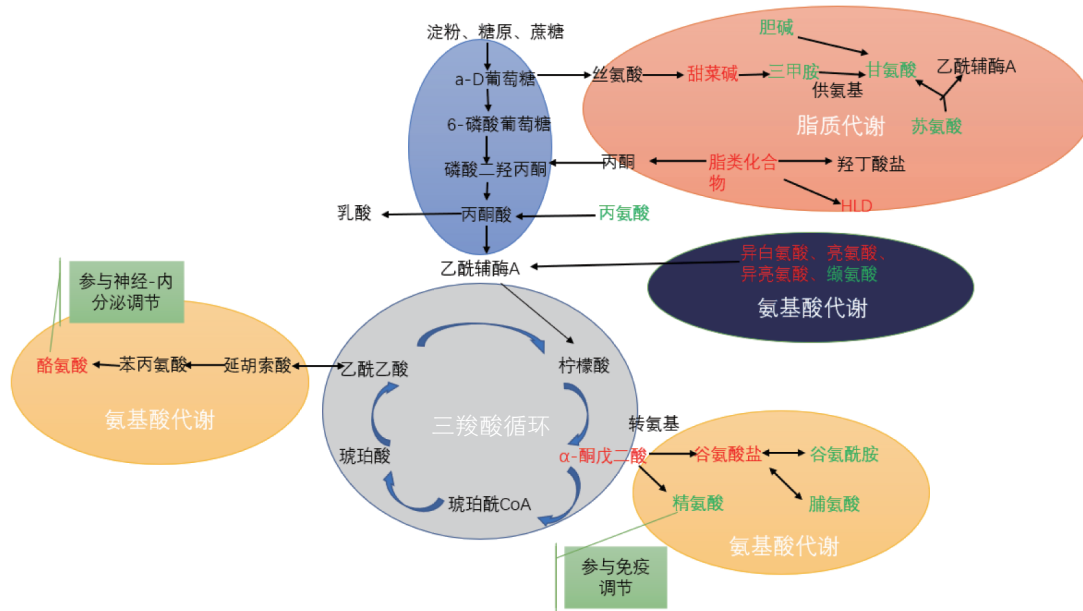 淀粉、糖原、蔗糖
a-D葡萄糖
6-磷酸葡萄糖
磷酸二羟丙酮
丙酮酸
乳酸
丙氨酸
乙酰辅酶A
丝氨酸
甜菜碱
三甲胺
供氨基
胆碱
甘氨酸
乙酰辅酶A
苏氨酸
脂质代谢
丙酮
脂类化合
物
羟丁酸盐
HLD
异白氨酸、亮氨酸、
异亮氨酸、缬氨酸
氨基酸代谢
参与神经-内
分泌调节
酪氨酸
苯丙氨酸
延胡索酸
氨基酸代谢
乙酰乙酸
柠檬酸
三羧酸循环
琥珀酸
琥珀酰CoA
α-酮戊二酸
转氨基
谷氨酸盐
谷氨酰胺
精氨酸
脯氨酸
氨基酸代谢
参与免疫
调节